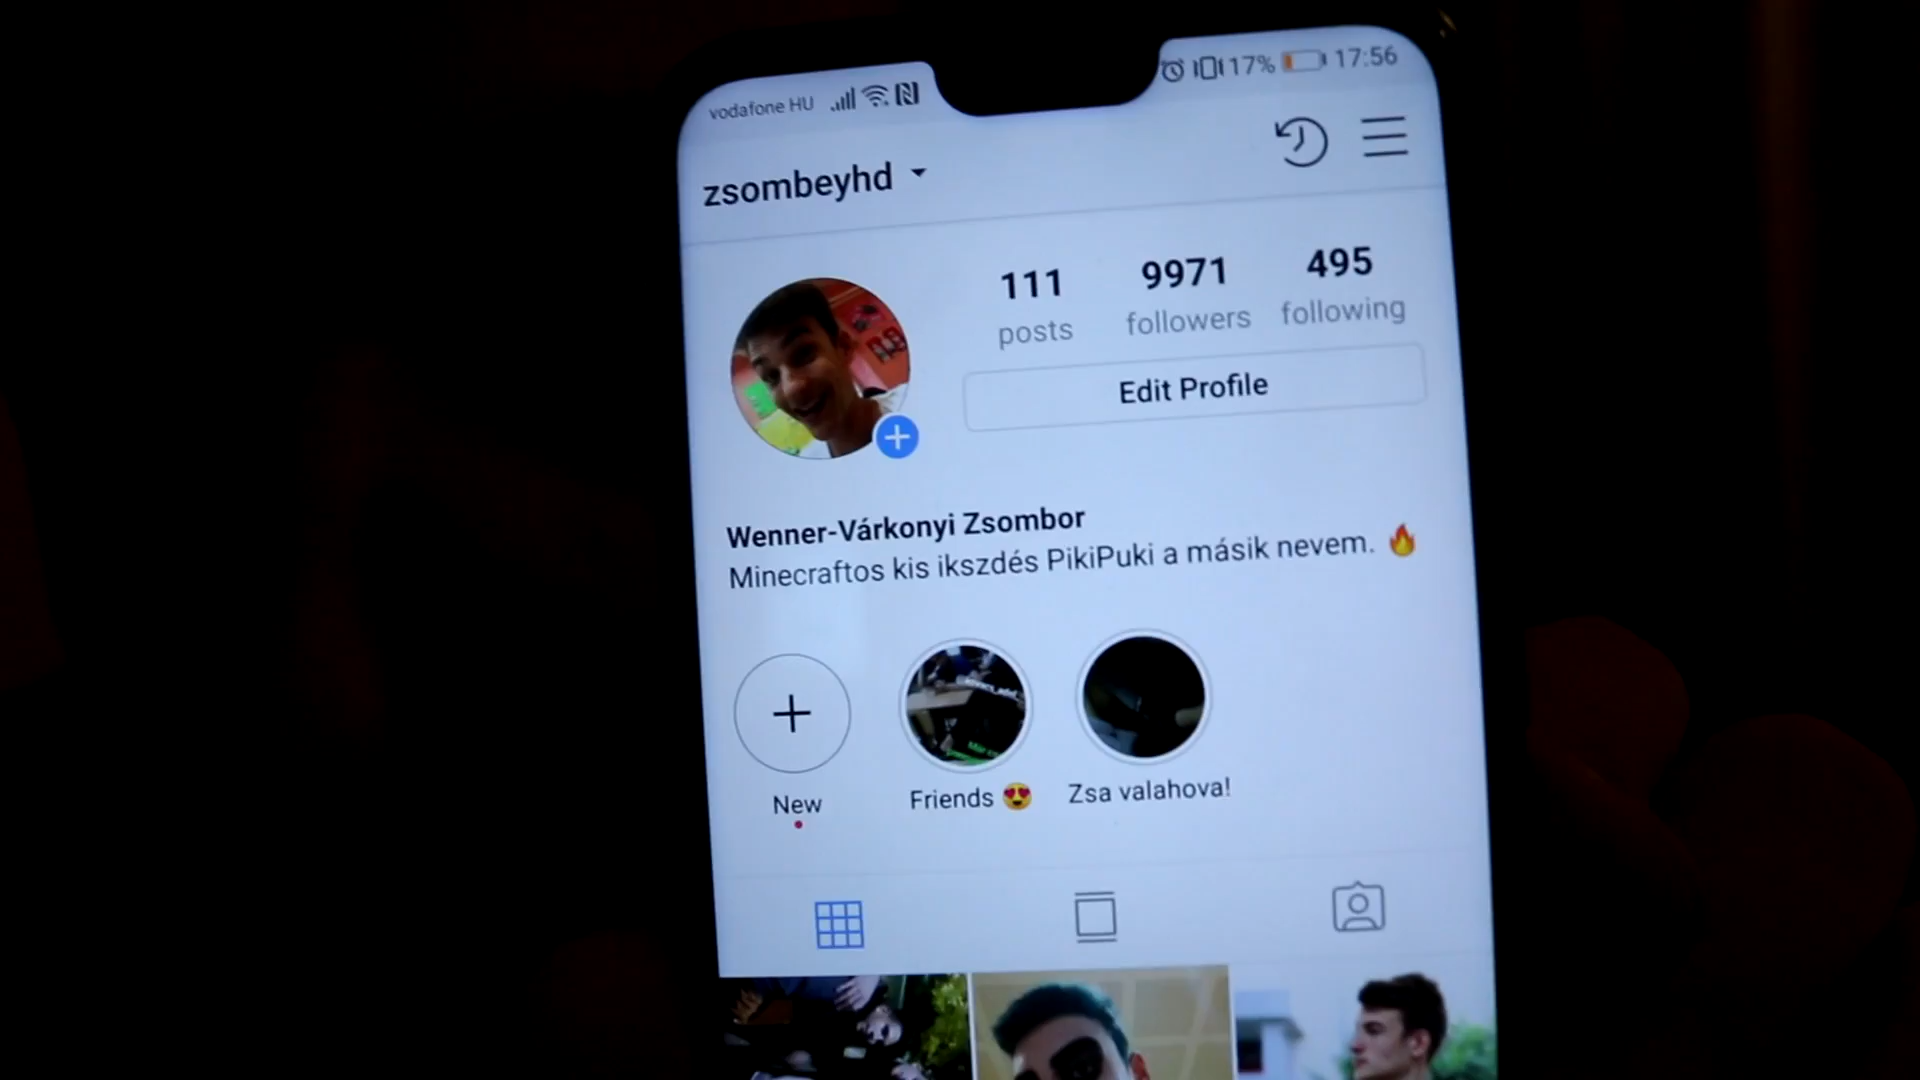 vodafone HU 17% 17:56
zsombeyhd
111 9971 495
posts followers following
Edit Profile
Wenner-Várkonyi Zsombor
Minecraftos kis ikszdés PikiPuki a másik nevem. 🔥
New Friends 😍 Zsa valahova!